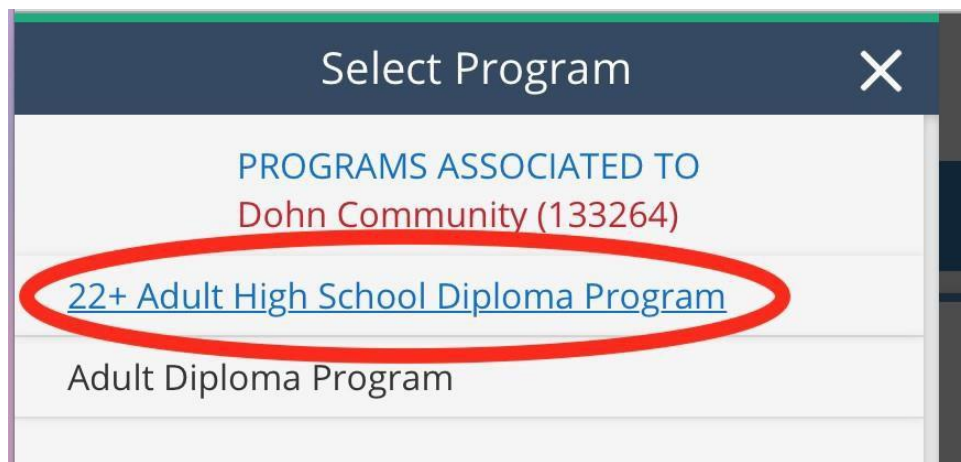 Select Program
PROGRAMS ASSOCIATED TO
Dohn Community (133264)
22+ Adult High School Diploma Program
Adult Diploma Program